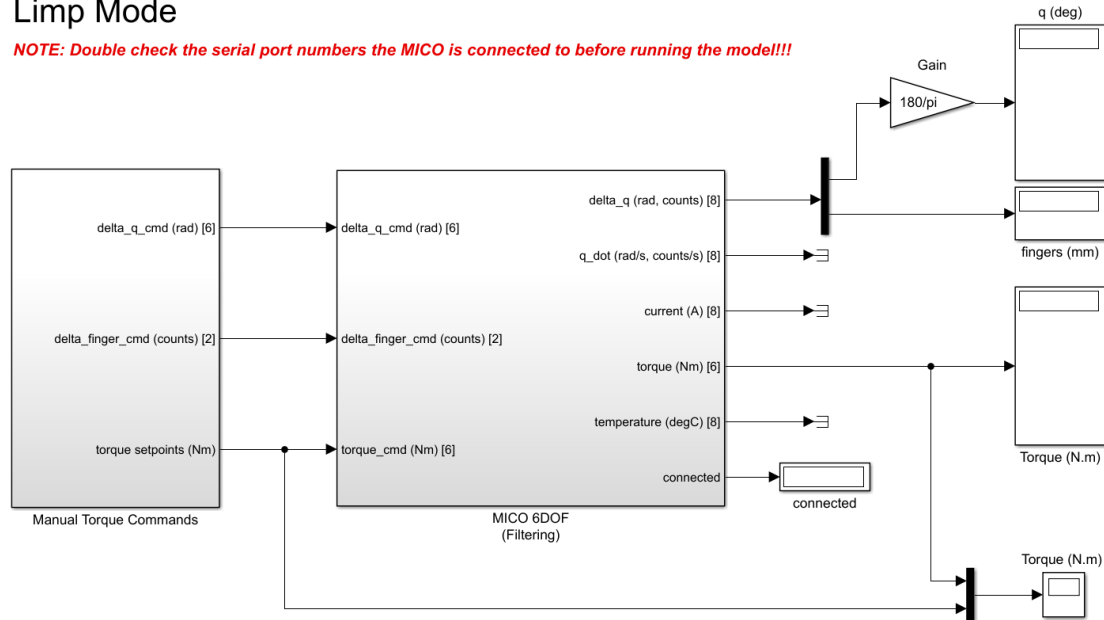 Limp Mode
NOTE: Double check the serial port numbers the MICO is connected to before running the model!!!
q (deg)
Gain
180/pi
fingers (mm)
delta_q_cmd (rad) [6]
delta_finger_cmd (counts) [2]
torque setpoints (Nm)
Manual Torque Commands
delta_q_cmd (rad) [6]
delta_finger_cmd (counts) [2]
torque_cmd (Nm) [6]
delta_q (rad, counts) [8]
q_dot (rad/s, counts/s) [8]
current (A) [8]
torque (Nm) [6]
temperature (degC) [8]
connected
MICO 6DOF
(Filtering)
connected
Torque (N.m)
Torque (N.m)